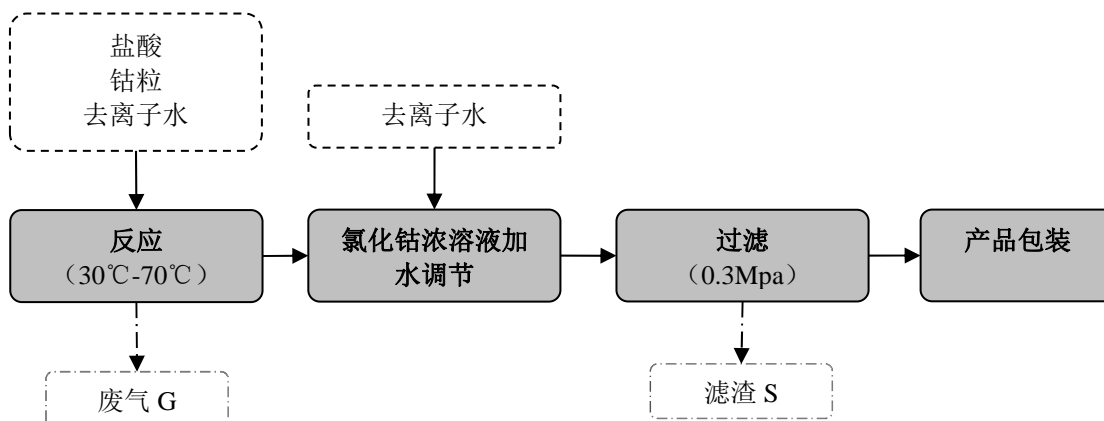 盐酸
钴粒
去离子水
去离子水
反应
（30℃-70℃）
氯化钴浓溶液加
水调节
过滤
（0.3Mpa）
产品包装
废气 G
滤渣 S